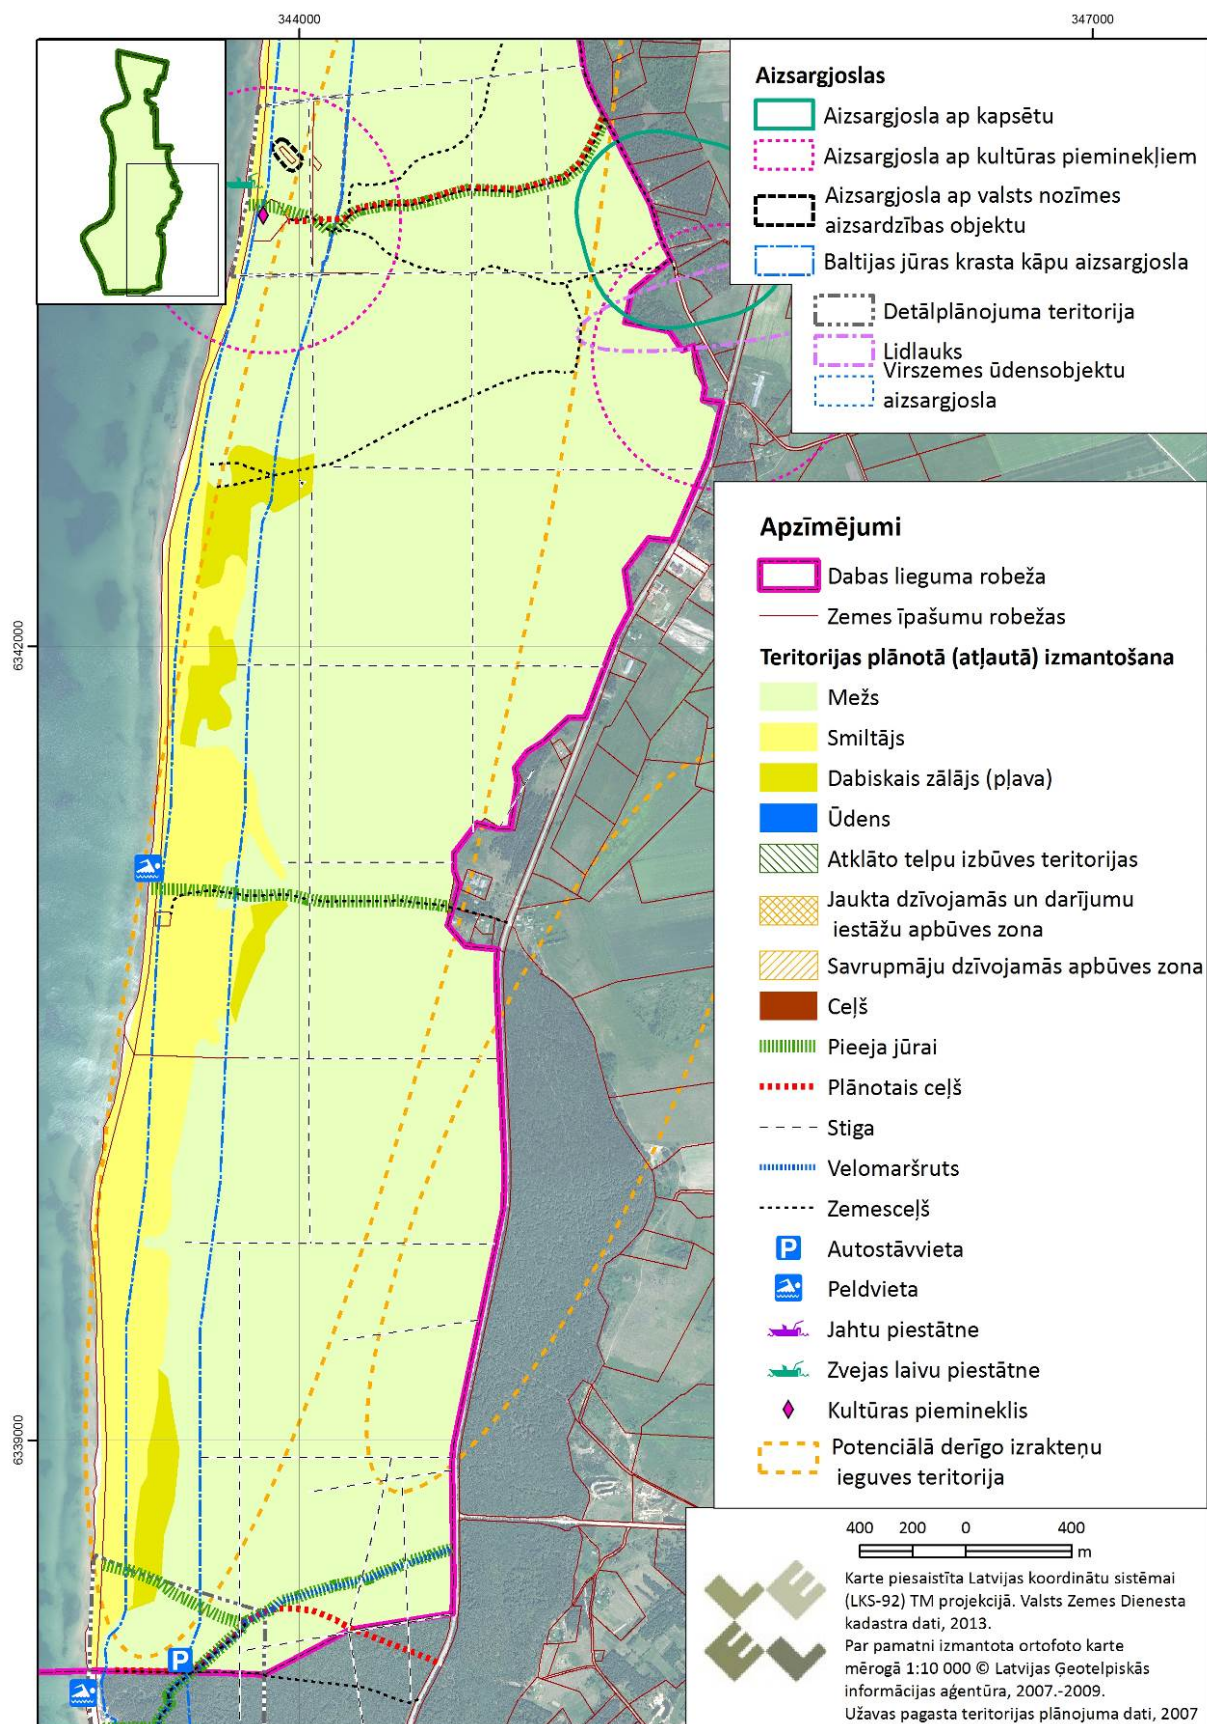 344000
347000
6342000
6339000
Aizsargjoslas
Aizsargjosla ap kapsētu
Aizsargjosla ap kultūras pieminekļiem
Aizsargjosla ap valsts nozīmes
aizsardzības objektu
Baltijas jūras krasta kāpu aizsargjosla
Detālplānojuma teritorija
Lidlauks
Virszemes ūdensobjektu
aizsargjosla
Apzīmējumi
Dabas lieguma robeža
Zemes īpašumu robežas
Teritorijas plānotā (atļautā) izmantošana
Mežs
Smiltājs
Dabiskais zālājs (pļava)
Ūdens
Atklāto telpu izbūves teritorijas
Jaukta dzīvojamās un darījumu
iestāžu apbūves zona
Savrupmāju dzīvojamās apbūves zona
Ceļš
Pieeja jūrai
Plānotais ceļš
Stiga
Velomaršruts
Zemesceļš
P Autostāvvieta
Peldvieta
Jahtu piestātne
Zvejas laivu piestātne
Kultūras piemineklis
Potenciālā derīgo izrakteņu
ieguves teritorija
P
400 200 0 400
m
L E
E L
Karte piesaistīta Latvijas koordinātu sistēmai
(LKS-92) TM projekcijā. Valsts Zemes Dienesta
kadastra dati, 2013.
Par pamatni izmantota ortofoto karte
mērogā 1:10 000 © Latvijas Ģeotelpiskās
informācijas aģentūra, 2007.-2009.
Užavas pagasta teritorijas plānojuma dati, 2007